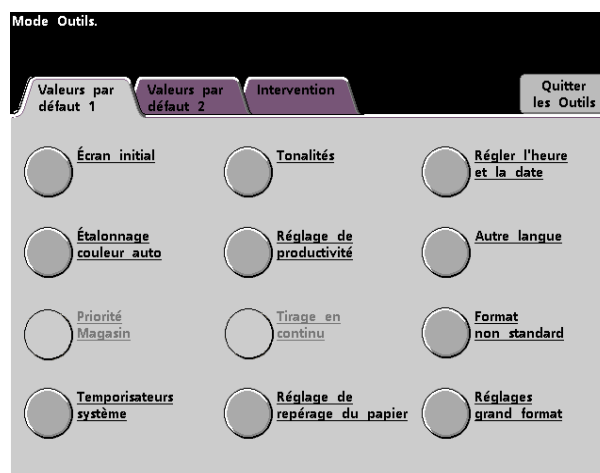 Mode Outils.
Valeurs par
défaut 1
Valeurs par
défaut 2
Intervention
Quitter
les Outils
Écran initial
Tonalités
Régler l'heure
et la date
Étalonnage
couleur auto
Réglage de
productivité
Autre langue
Priorité
Magasin
Tirage en
continu
Format
non standard
Temporisateurs
système
Réglage de
repérage du papier
Réglages
grand format